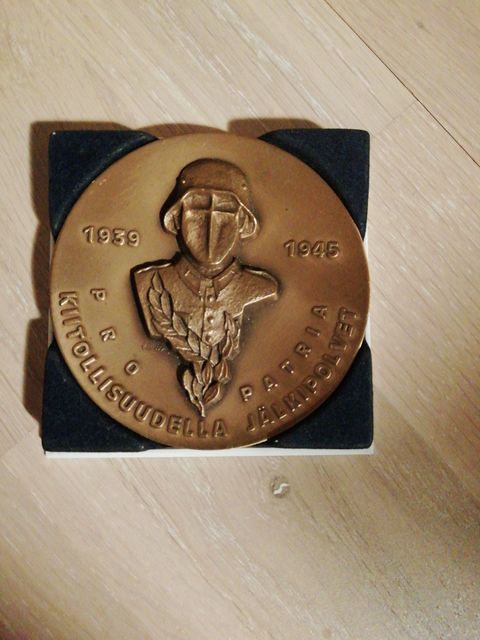 1939
1945
PRO PATRIA
KIITOLLISUUDELLA JÄLKIPOLVET